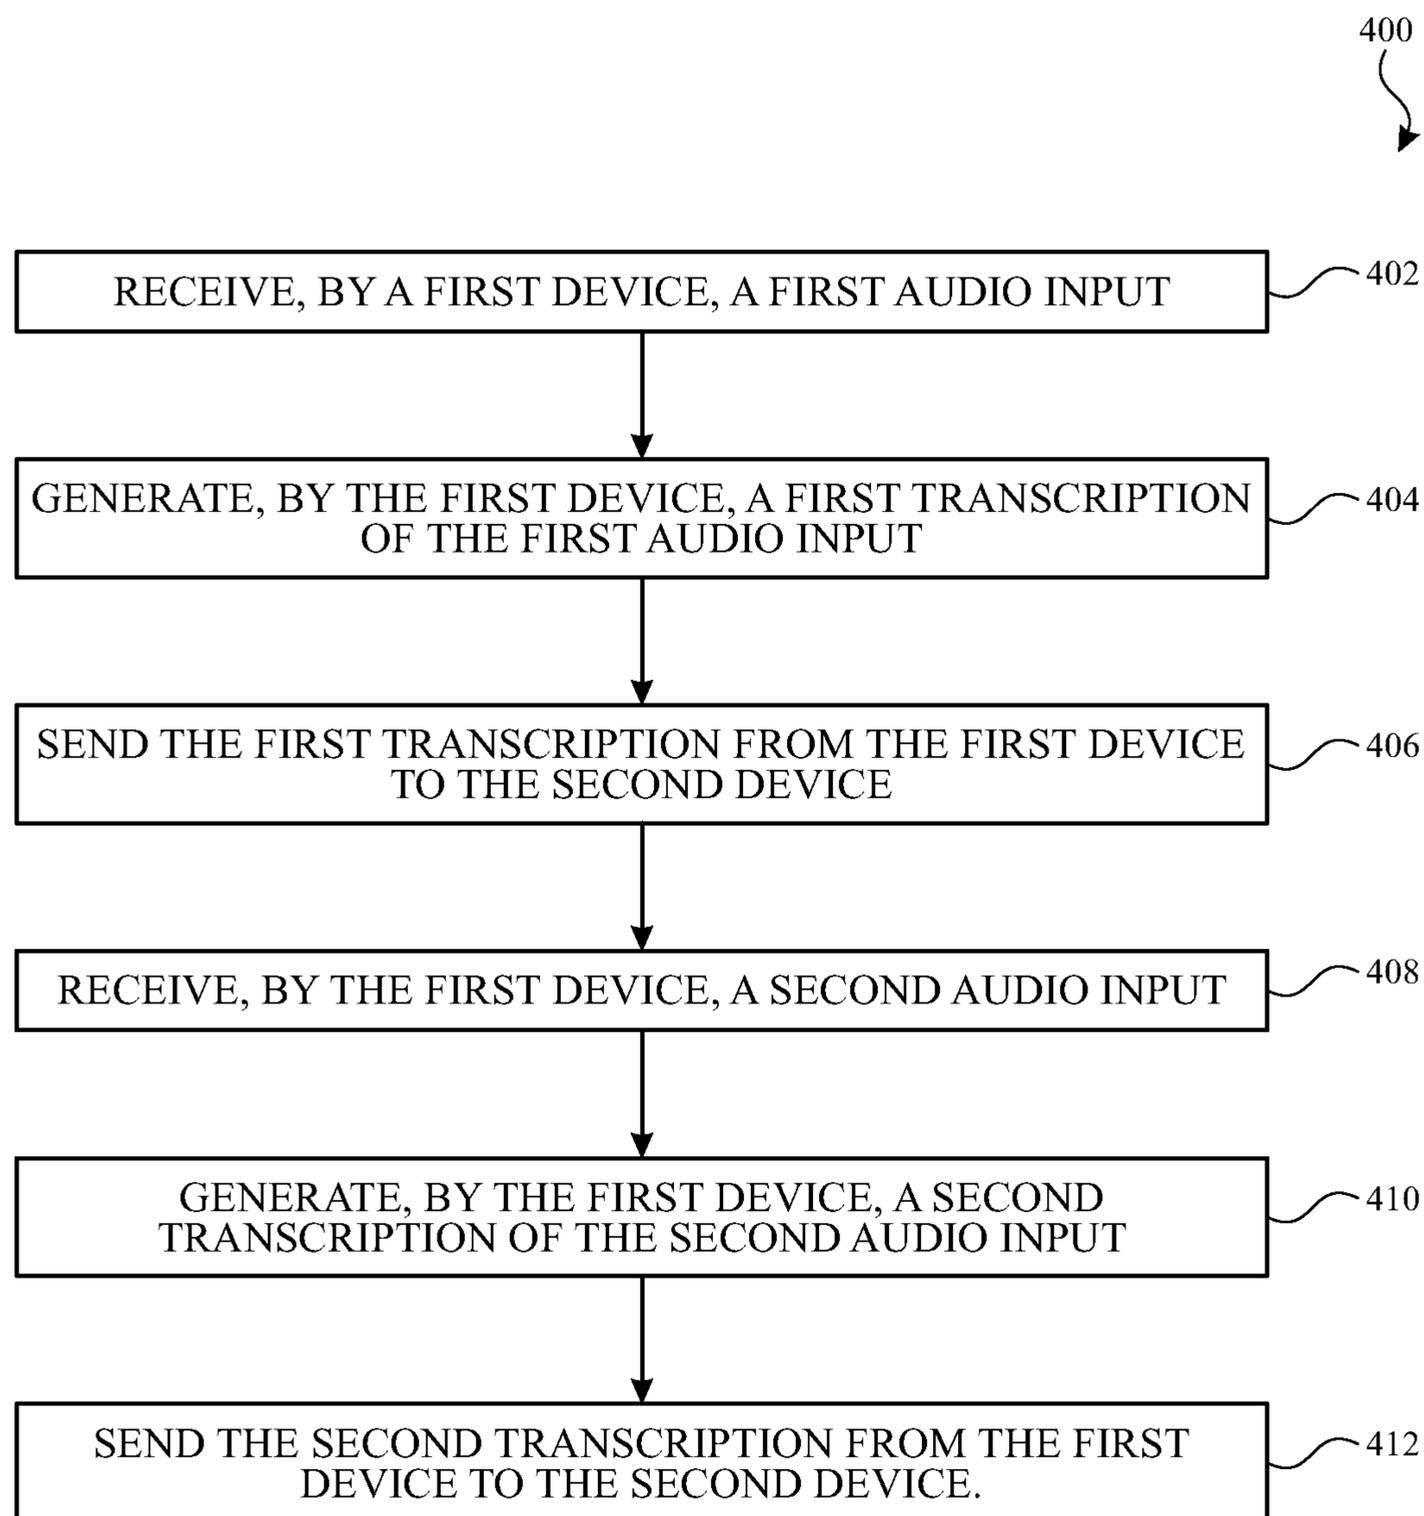 400
RECEIVE, BY A FIRST DEVICE, A FIRST AUDIO INPUT
402
GENERATE, BY THE FIRST DEVICE, A FIRST TRANSCRIPTION
OF THE FIRST AUDIO INPUT
404
SEND THE FIRST TRANSCRIPTION FROM THE FIRST DEVICE
TO THE SECOND DEVICE
406
RECEIVE, BY THE FIRST DEVICE, A SECOND AUDIO INPUT
408
GENERATE, BY THE FIRST DEVICE, A SECOND
TRANSCRIPTION OF THE SECOND AUDIO INPUT
410
SEND THE SECOND TRANSCRIPTION FROM THE FIRST
DEVICE TO THE SECOND DEVICE.
412